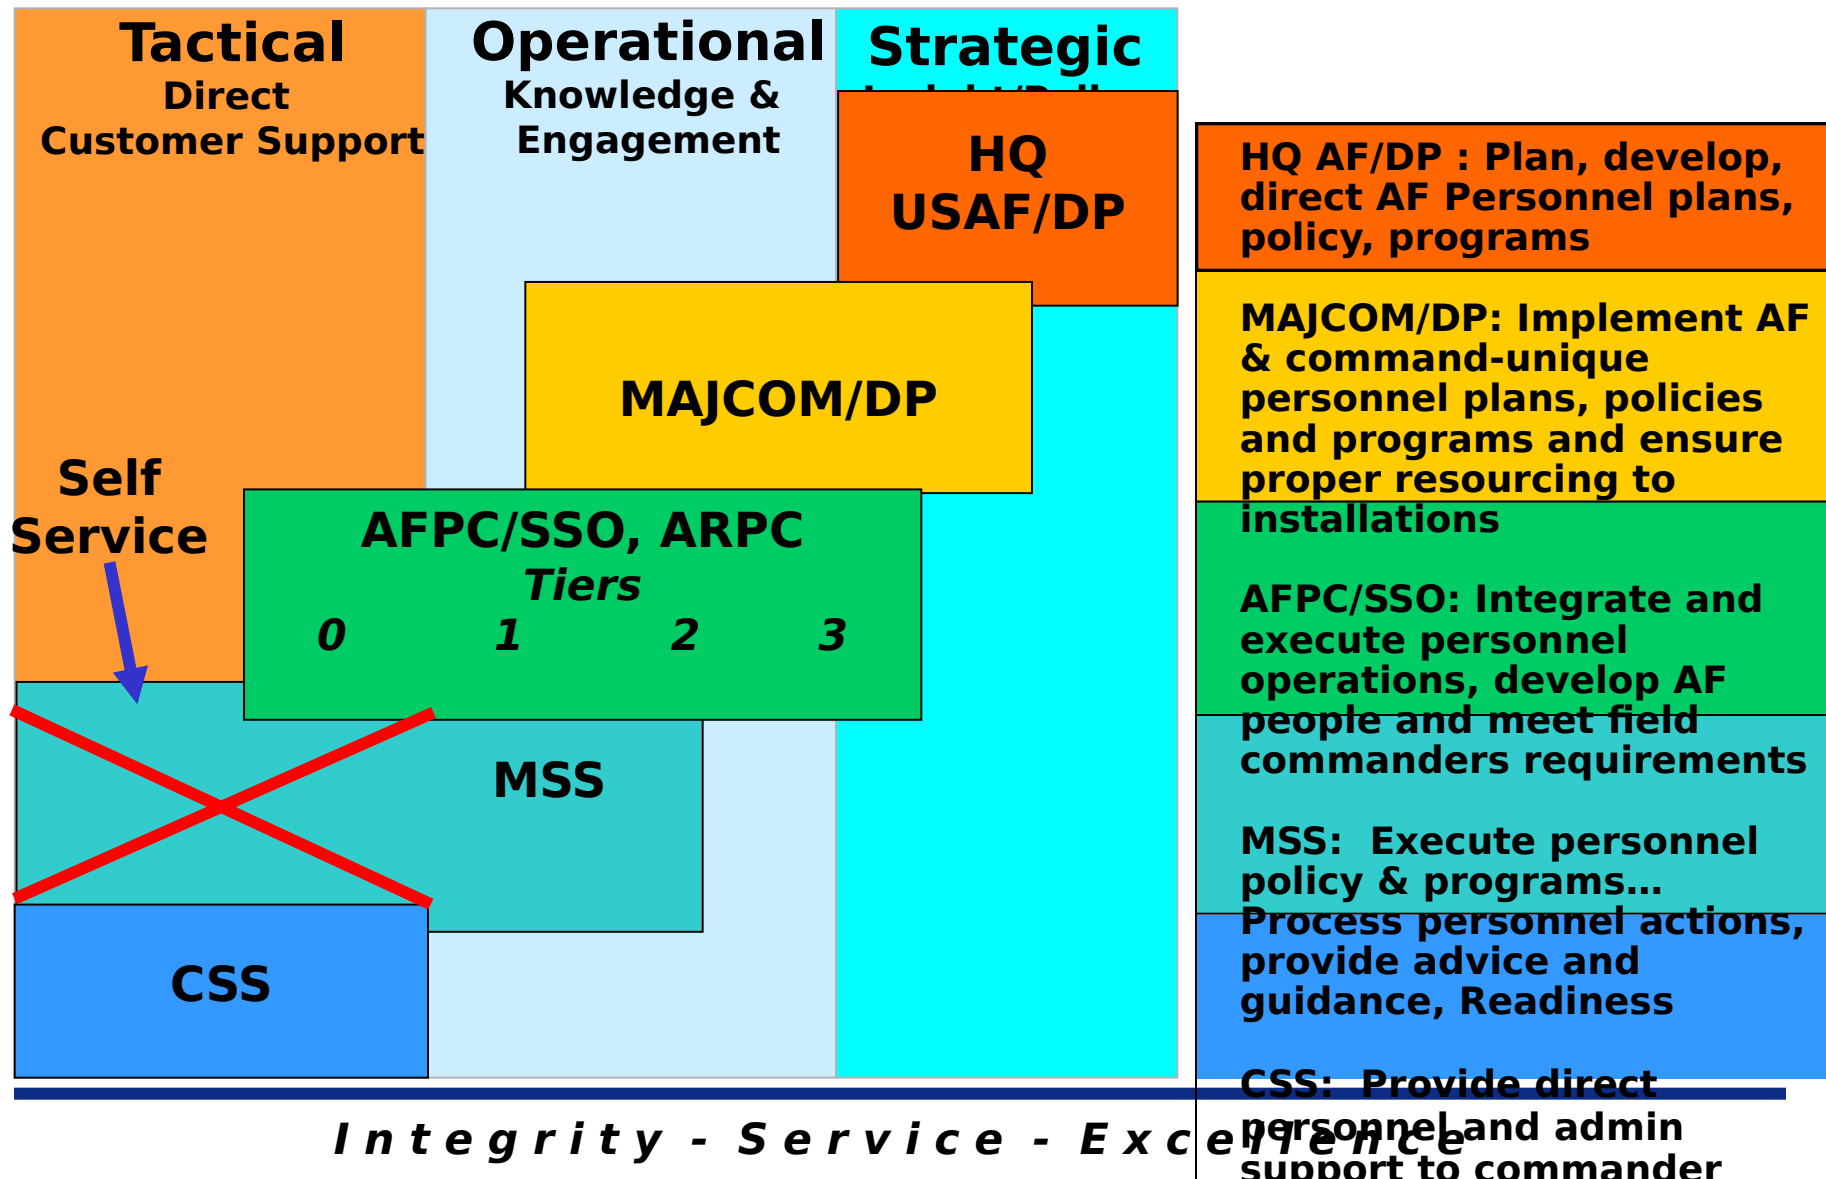 Tactical
Direct
Customer Support
Operational
Knowledge &
Engagement
Strategic
HQ
USAF/DP
MAJCOM/DP
Self
Service
AFPC/SSO, ARPC
Tiers
0 1 2 3
MSS
CSS
HQ AF/DP : Plan, develop,
direct AF Personnel plans,
policy, programs
MAJCOM/DP: Implement AF
& command-unique
personnel plans, policies
and programs and ensure
proper resourcing to
installations
AFPC/SSO: Integrate and
execute personnel
operations, develop AF
people and meet field
commanders requirements
MSS:  Execute personnel
policy & programs…
Process personnel actions,
provide advice and
guidance, Readiness
CSS:  Provide direct
personnel and admin
support to commander
Integrity - Service - Excellence